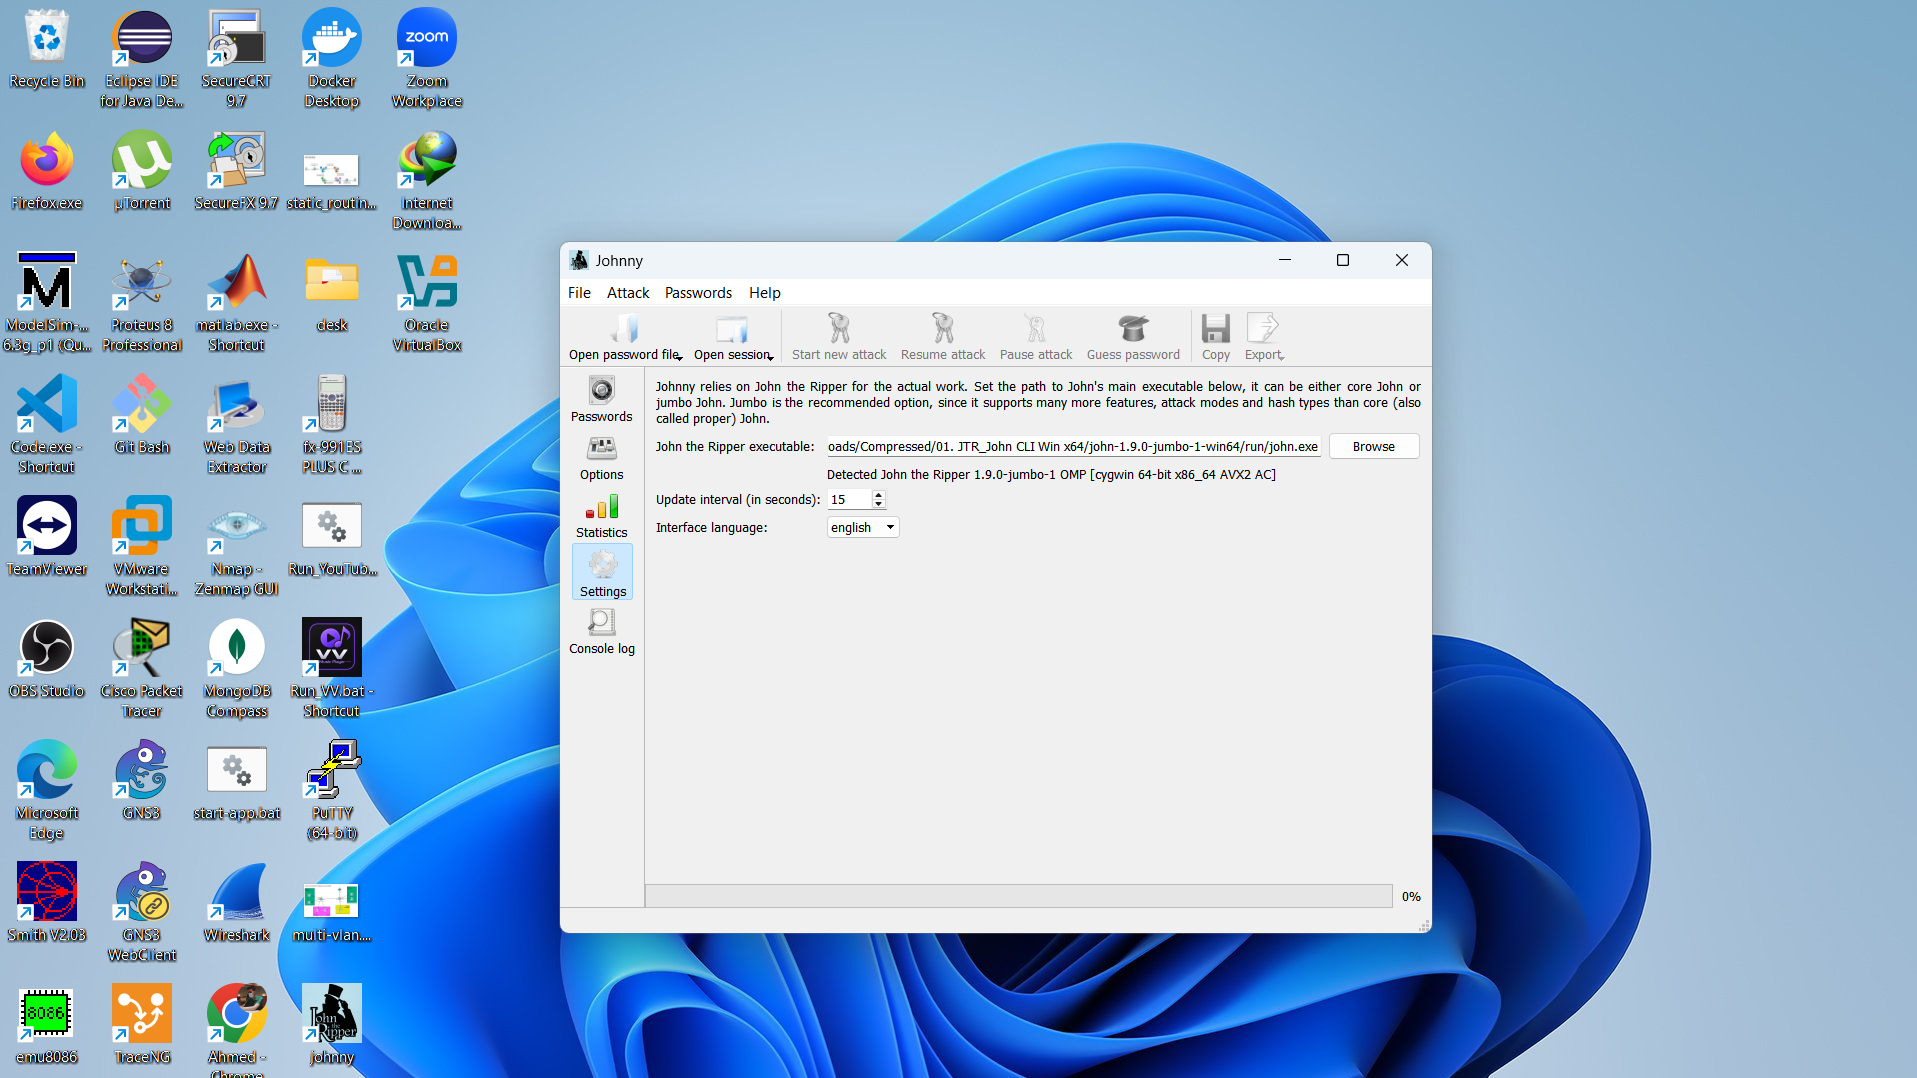 Recycle Bin
Eclipse IDE
for Java De...
SecureCRT
9.7
Docker
Desktop
zoom
Zoom
Workplace
Firefox.exe
µTorrent
SecureFX 9.7
static_routin...
Internet
Downloa...
ModelSim-...
6.3g_p1 (Qu...
Proteus 8
Professional
matlab.exe -
Shortcut
desk
Oracle
VirtualBox
Code.exe -
Shortcut
Git Bash
Web Data
Extractor
fx-991ES
PLUS C ...
TeamViewer
VMware
Workstati...
Nmap -
Zenmap GUI
Run_YouTub...
OBS Studio
Cisco Packet
Tracer
MongoDB
Compass
Run_VV.bat -
Shortcut
Microsoft
Edge
GNS3
start-app.bat
PuTTY
(64-bit)
Smith V2.03
GNS3
WebClient
Wireshark
multi-vlan....
8086
emu8086
TraceNG
Ahmed -
Chrome
John
the
Ripper
johnny
Johnny
File Attack Passwords Help
Open password file Open session Start new attack Resume attack Pause attack Guess password Copy Export
Passwords
Options
Statistics
Settings
Console log
Johnny relies on John the Ripper for the actual work. Set the path to John's main executable below, it can be either core John or
jumbo John. Jumbo is the recommended option, since it supports many more features, attack modes and hash types than core (also
called proper) John.
John the Ripper executable: oads/Compressed/01. JTR_John CLI Win x64/john-1.9.0-jumbo-1-win64/run/john.exe Browse
Detected John the Ripper 1.9.0-jumbo-1 OMP [cygwin 64-bit x86_64 AVX2 AC]
Update interval (in seconds): 15
Interface language: english
0%